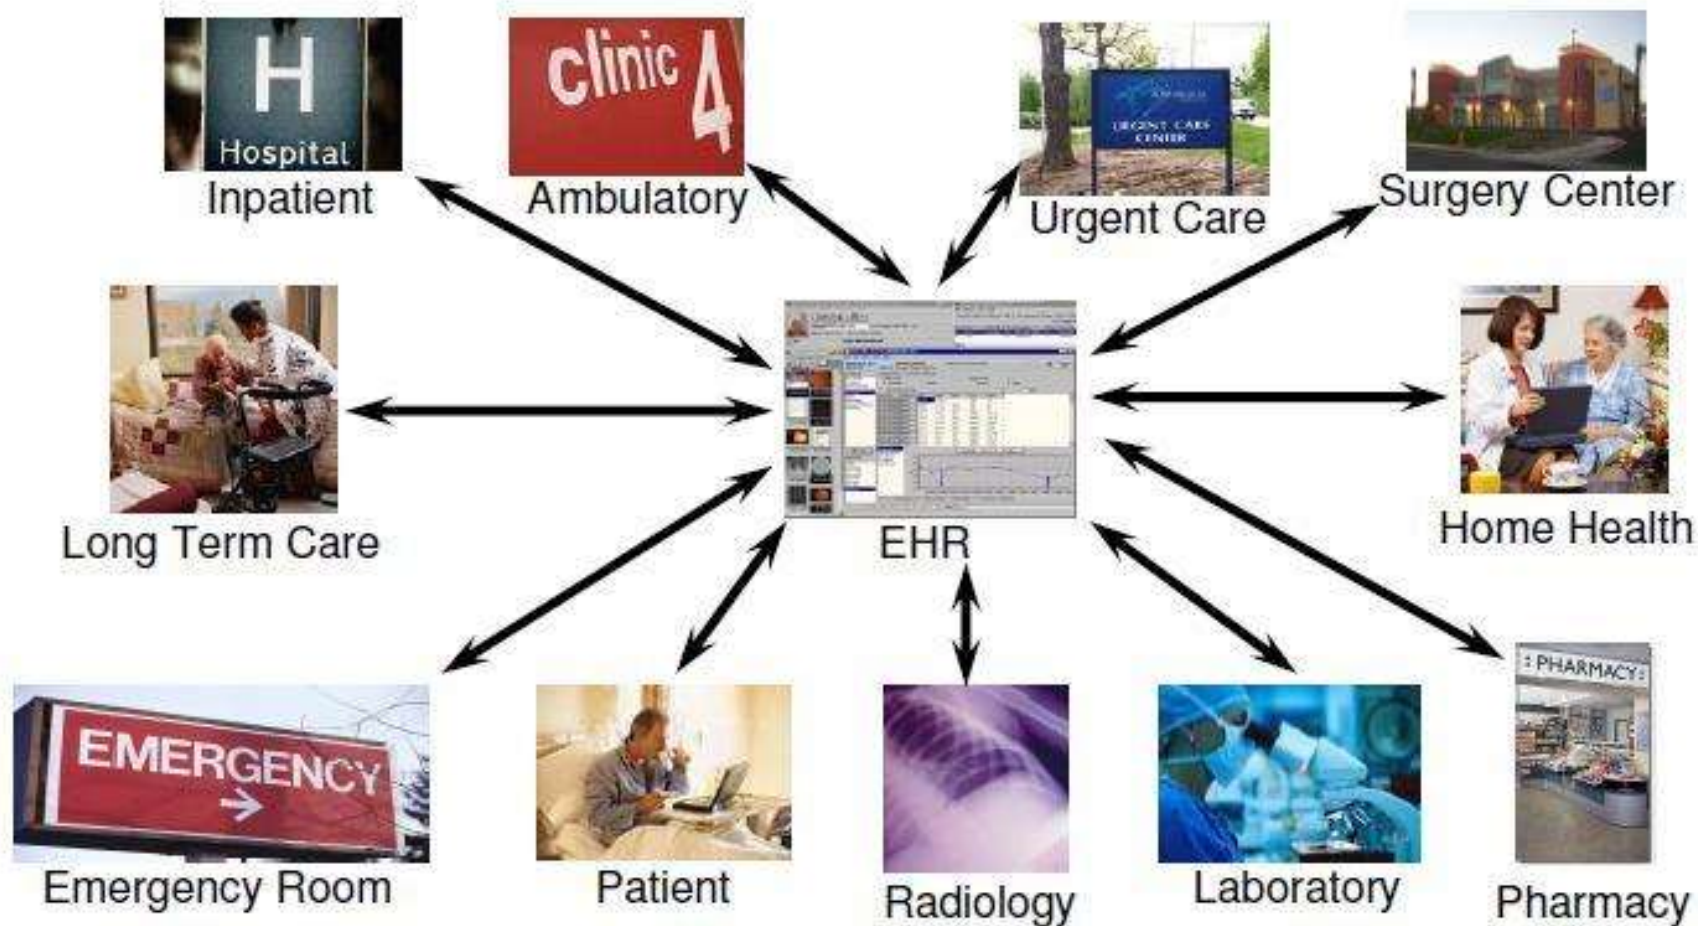 H
Hospital
Inpatient
clinic 4
Ambulatory
URGENT CARE
CENTER
Urgent Care
Surgery Center
Long Term Care
EHR
Home Health
EMERGENCY
Emergency Room
Patient
Radiology
Laboratory
PHARMACY
Pharmacy